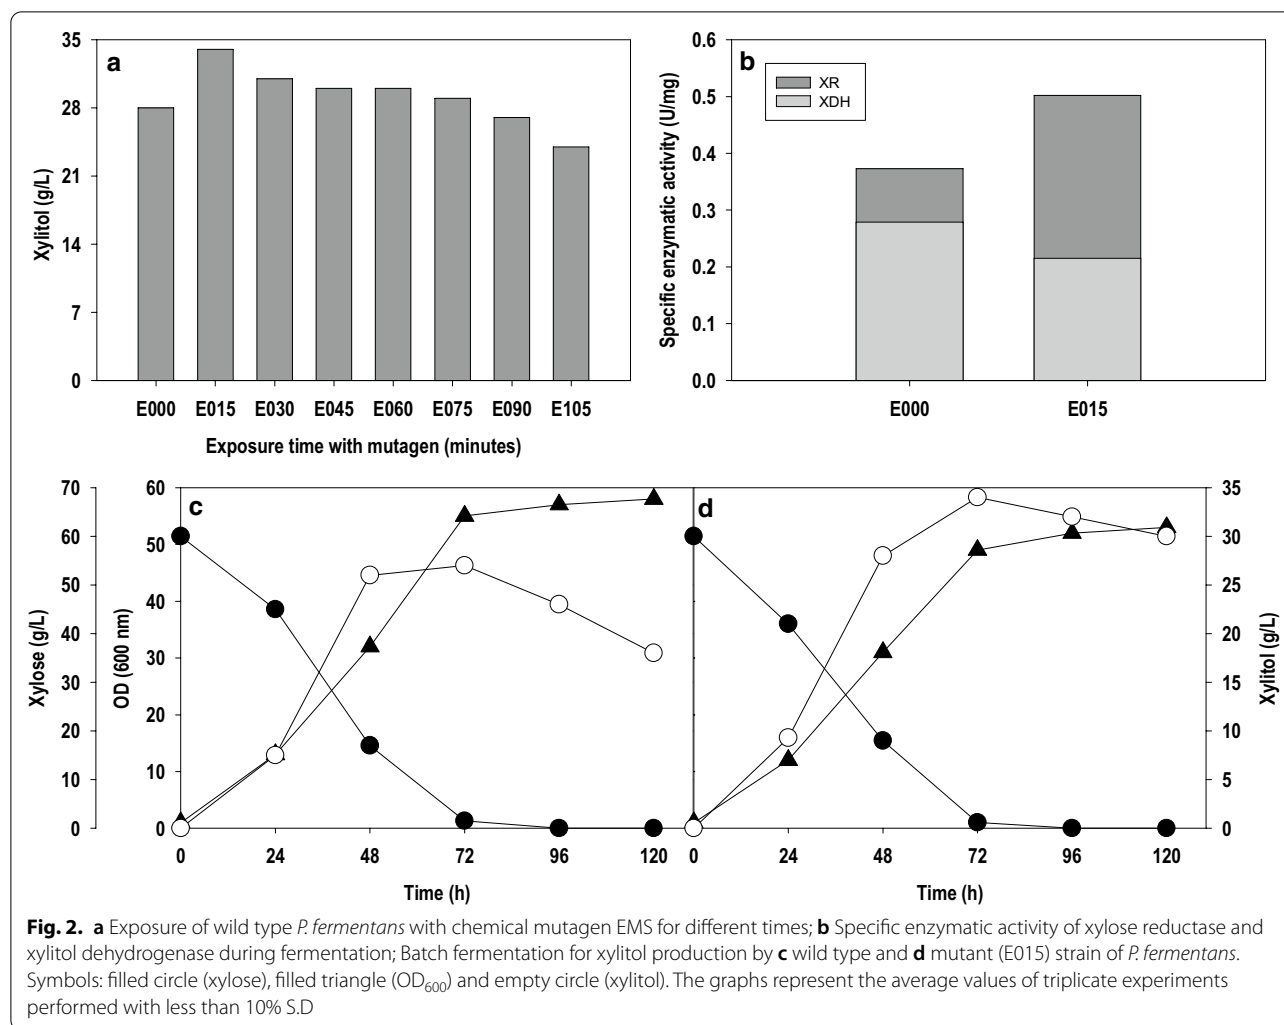 a
35
28
21
14
7
0
Xylitol (g/L)
E000 E015 E030 E045 E060 E075 E090 E105
Exposure time with mutagen (minutes)
b
XR
XDH
0.6
0.5
0.4
0.3
0.2
0.1
0.0
Specific enzymatic activity (U/mg)
E000 E015
c
70
60
50
40
30
20
10
0
Xylose (g/L)
60
50
40
30
20
10
0
OD (600 nm)
0 24 48 72 96 120
Time (h)
d
35
30
25
20
15
10
5
0
Xylitol (g/L)
0 24 48 72 96 120
Time (h)
Fig. 2. a Exposure of wild type P. fermentans with chemical mutagen EMS for different times; b Specific enzymatic activity of xylose reductase and
xylitol dehydrogenase during fermentation; Batch fermentation for xylitol production by c wild type and d mutant (E015) strain of P. fermentans.
Symbols: filled circle (xylose), filled triangle (OD600) and empty circle (xylitol). The graphs represent the average values of triplicate experiments
performed with less than 10% S.D